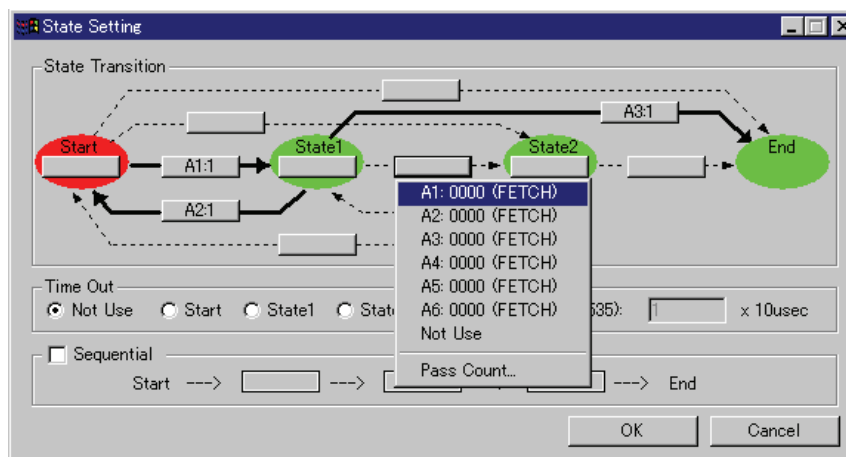 State Setting
State Transition
A3:1
Start
State1
State2
End
A1:1
A2:1
A1: 0000 (FETCH)
A2: 0000 (FETCH)
A3: 0000 (FETCH)
A4: 0000 (FETCH)
A5: 0000 (FETCH)
A6: 0000 (FETCH)
Not Use
Pass Count...
Time Out
Not Use Start State1 State 535): 1 x 10usec
Sequential
Start ---> ---> ---> End
OK Cancel